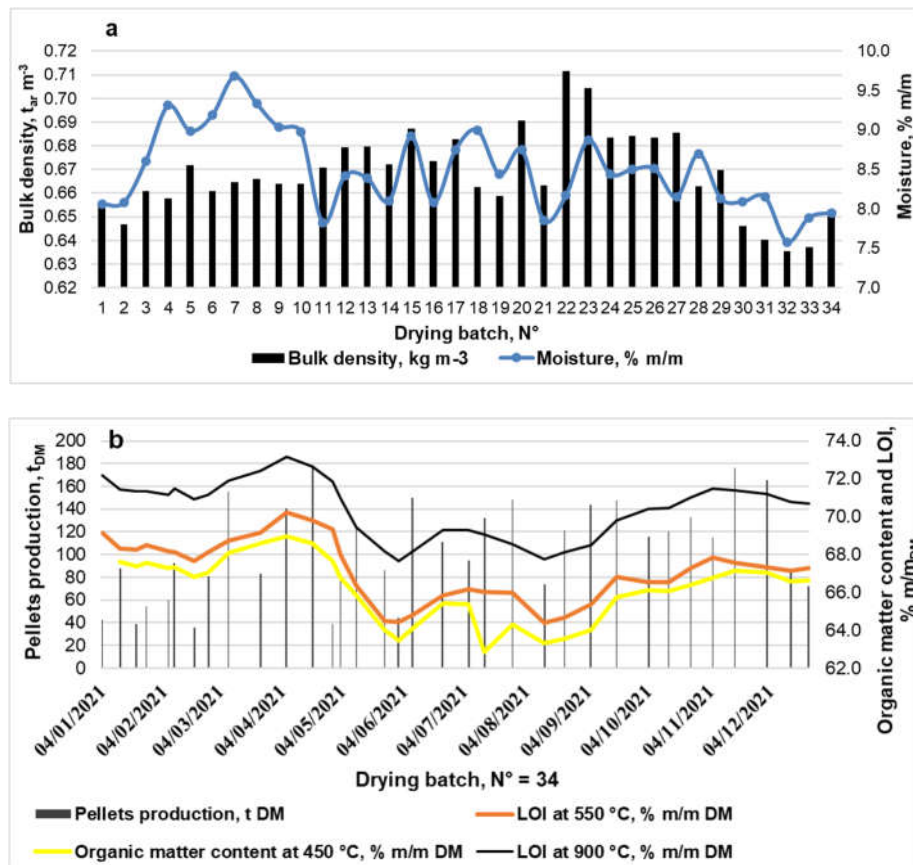 a
0.72
0.71
0.70
0.69
0.68
0.67
0.66
0.65
0.64
0.63
0.62
Bulk density, t_ar m⁻³
10.0
9.5
9.0
8.5
8.0
7.5
7.0
Moisture, % m/m
1 2 3 4 5 6 7 8 9 10 11 12 13 14 15 16 17 18 19 20 21 22 23 24 25 26 27 28 29 30 31 32 33 34
Drying batch, N°
Bulk density, kg m-3 Moisture, % m/m
b
200
180
160
140
120
100
80
60
40
20
0
Pellets production, t_DM
74.0
72.0
70.0
68.0
66.0
64.0
62.0
Organic matter content and LOI,
% m/m_DM
04/01/2021 04/02/2021 04/03/2021 04/04/2021 04/05/2021 04/06/2021 04/07/2021 04/08/2021 04/09/2021 04/10/2021 04/11/2021 04/12/2021
Drying batch, N° = 34
Pellets production, t DM LOI at 550 °C, % m/m DM
Organic matter content at 450 °C, % m/m DM LOI at 900 °C, % m/m DM